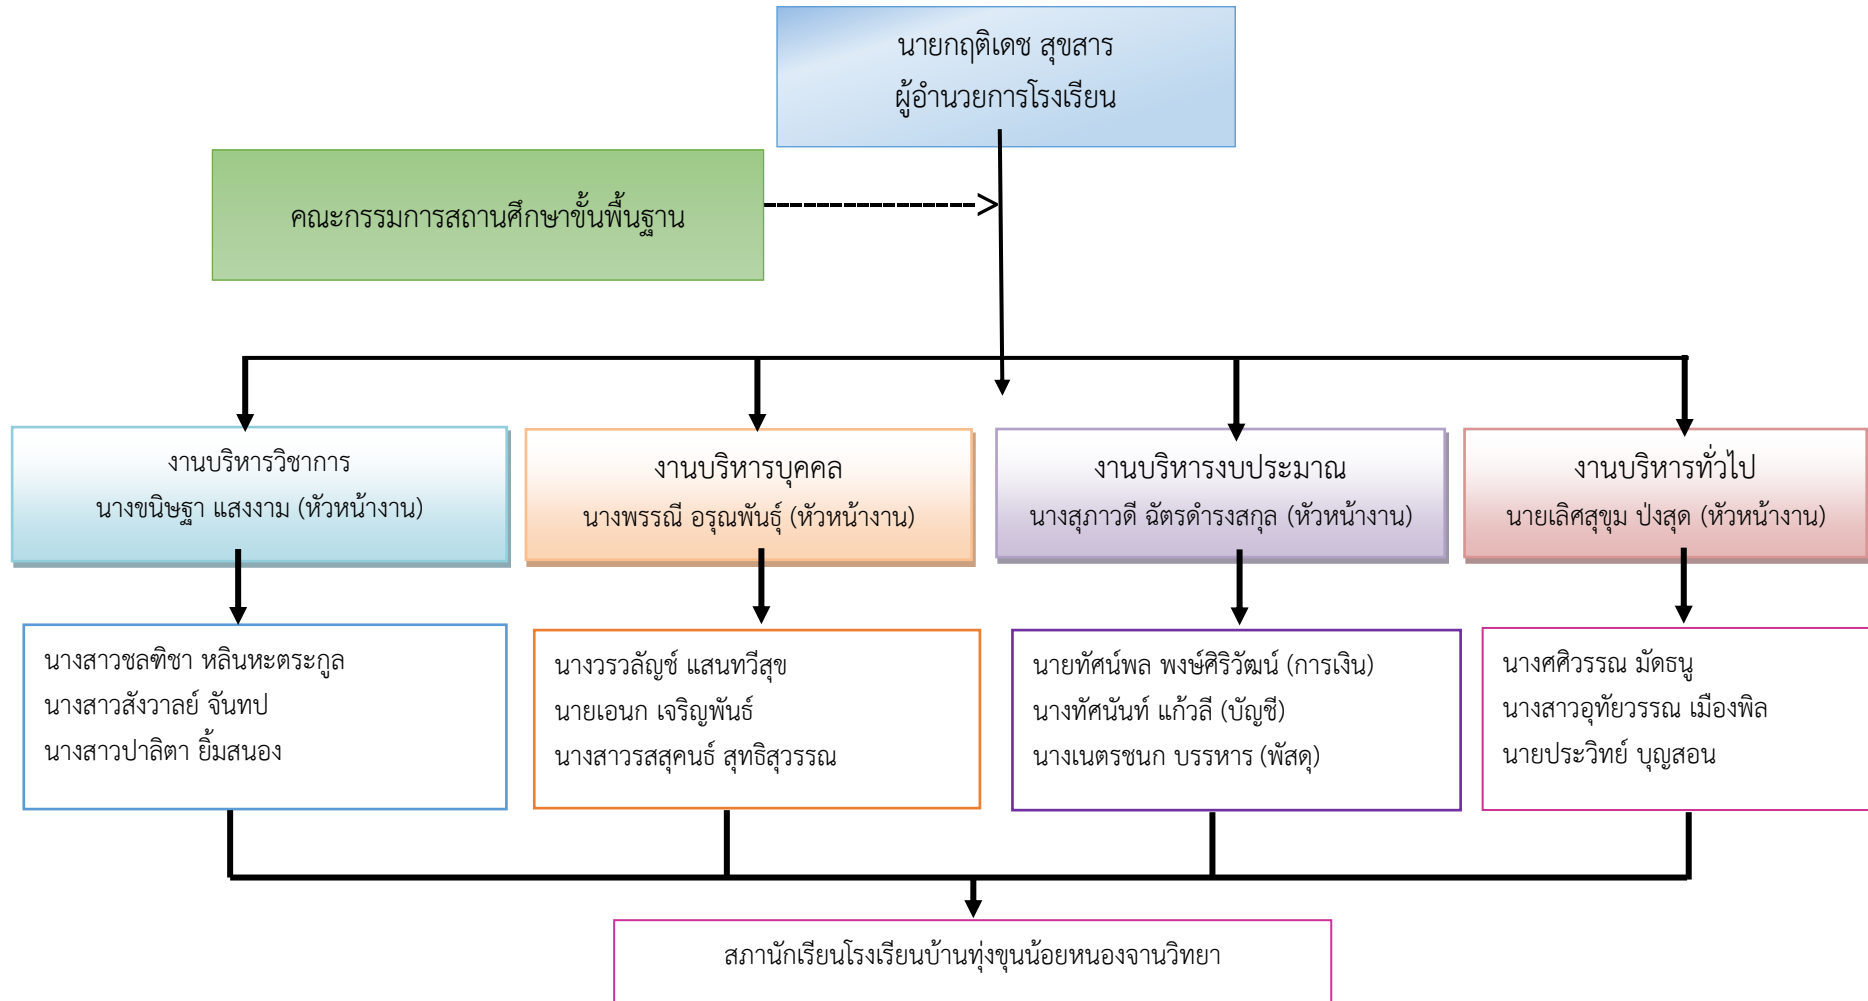 นายกฤติเดช สุขสาร
ผู้อำนวยการโรงเรียน
คณะกรรมการสถานศึกษาขั้นพื้นฐาน
งานบริหารวิชาการ
นางขนิษฐา แสงงาม (หัวหน้างาน)
งานบริหารบุคคล
นางพรรณี อรุณพันธุ์ (หัวหน้างาน)
งานบริหารงบประมาณ
นางสุภาวดี ฉัตรดำรงสกุล (หัวหน้างาน)
งานบริหารทั่วไป
นายเลิศสุขุม ปงสุด (หัวหน้างาน)
นางสาวชลฑิชา หลินหะตระกูล
นางสาวสังวาลย์ จันทป
นางสาวปาลิตา ยิ้มสนอง
นางวรวลัญช์ แสนทวีสุข
นายเอนก เจริญพันธ์
นางสาวรสสุคนธ์ สุทธิสุวรรณ
นายทัศน์พล พงษ์ศิริวัฒน์ (การเงิน)
นางทัศนันท์ แก้วลี (บัญชี)
นางเนตรชนก บรรหาร (พัสดุ)
นางศศิวรรณ มัดธนู
นางสาวอุทัยวรรณ เมืองพิล
นายประวิทย์ บุญสอน
สภานักเรียนโรงเรียนบ้านทุ่งขุนน้อยหนองจานวิทยา